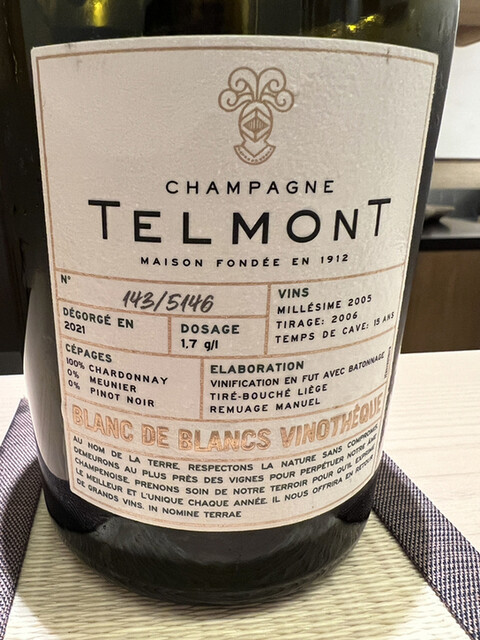 CHAMPAGNE
TELMONT
MAISON FONDÉE EN 1912
N°
143/5146
DÉGORGÉ EN
2021
DOSAGE
1,7 g/l
VINS
MILLÉSIME 2005
TIRAGE: 2006
TEMPS DE CAVE: 15 ANS
CÉPAGES
100% CHARDONNAY
0% MEUNIER
0% PINOT NOIR
ELABORATION
VINIFICATION EN FUT AVEC BATONNAGE
TIRÉ-BOUCHÉ LIÈGE
REMUAGE MANUEL
BLANC DE BLANCS VINOTHÈQUE
AU NOM DE LA TERRE, RESPECTONS LA NATURE SANS COMPROMIS,
DEMEURONS AU PLUS PRÈS DES VIGNES POUR PERPÉTUER NOTRE ÂME
CHAMPENOISE, PRENONS SOIN DE NOTRE TERROIR POUR QU'IL EXPRIME
LE MEILLEUR ET L'UNIQUE CHAQUE ANNÉE. IL NOUS OFFRIRA EN RETOUR
DE GRANDS VINS. IN NOMINE TERRAE